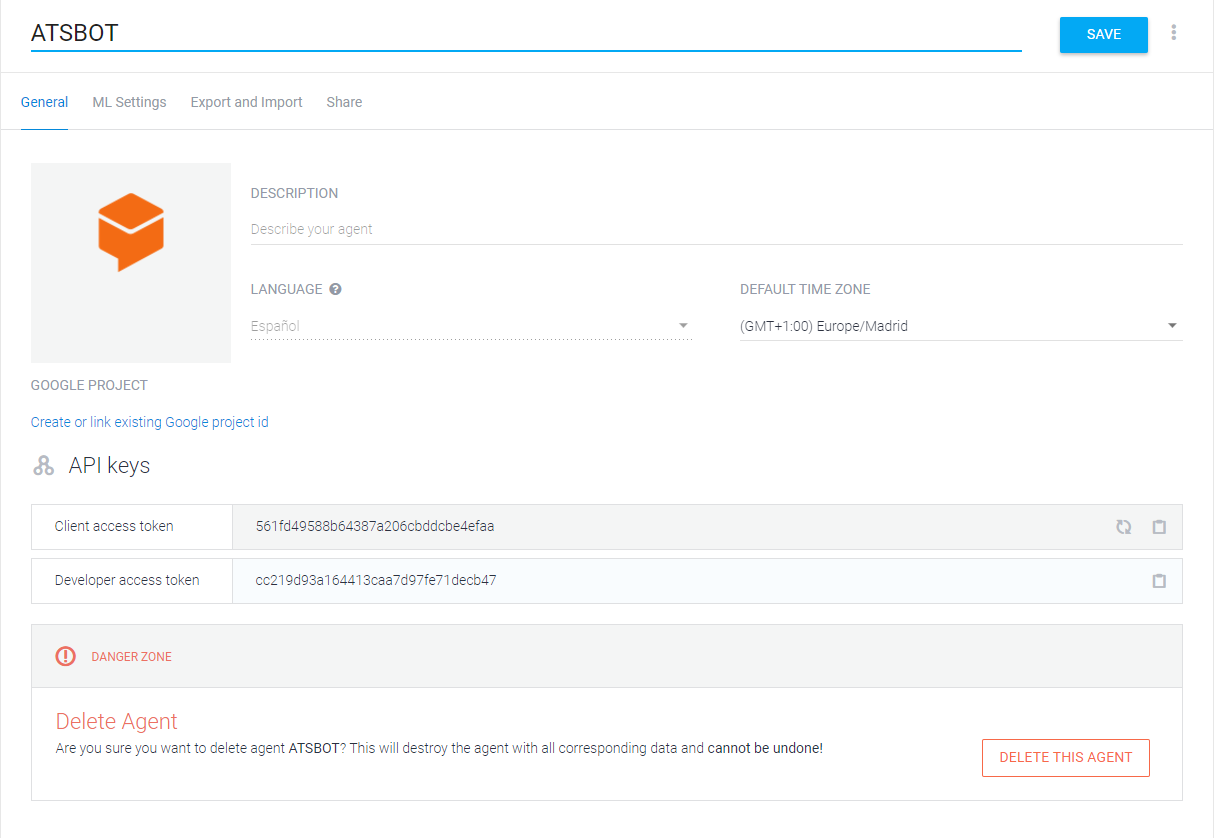 ATSBOT
SAVE
General ML Settings Export and Import Share
DESCRIPTION
Describe your agent
LANGUAGE DEFAULT TIME ZONE
Español (GMT+1:00) Europe/Madrid
GOOGLE PROJECT
Create or link existing Google project id
API keys
Client access token 561fd49588b64387a206cbddcbe4efaa
Developer access token cc219d93a164413caa7d97fe71decb47
DANGER ZONE
Delete Agent
Are you sure you want to delete agent ATSBOT? This will destroy the agent with all corresponding data and cannot be undone!
DELETE THIS AGENT